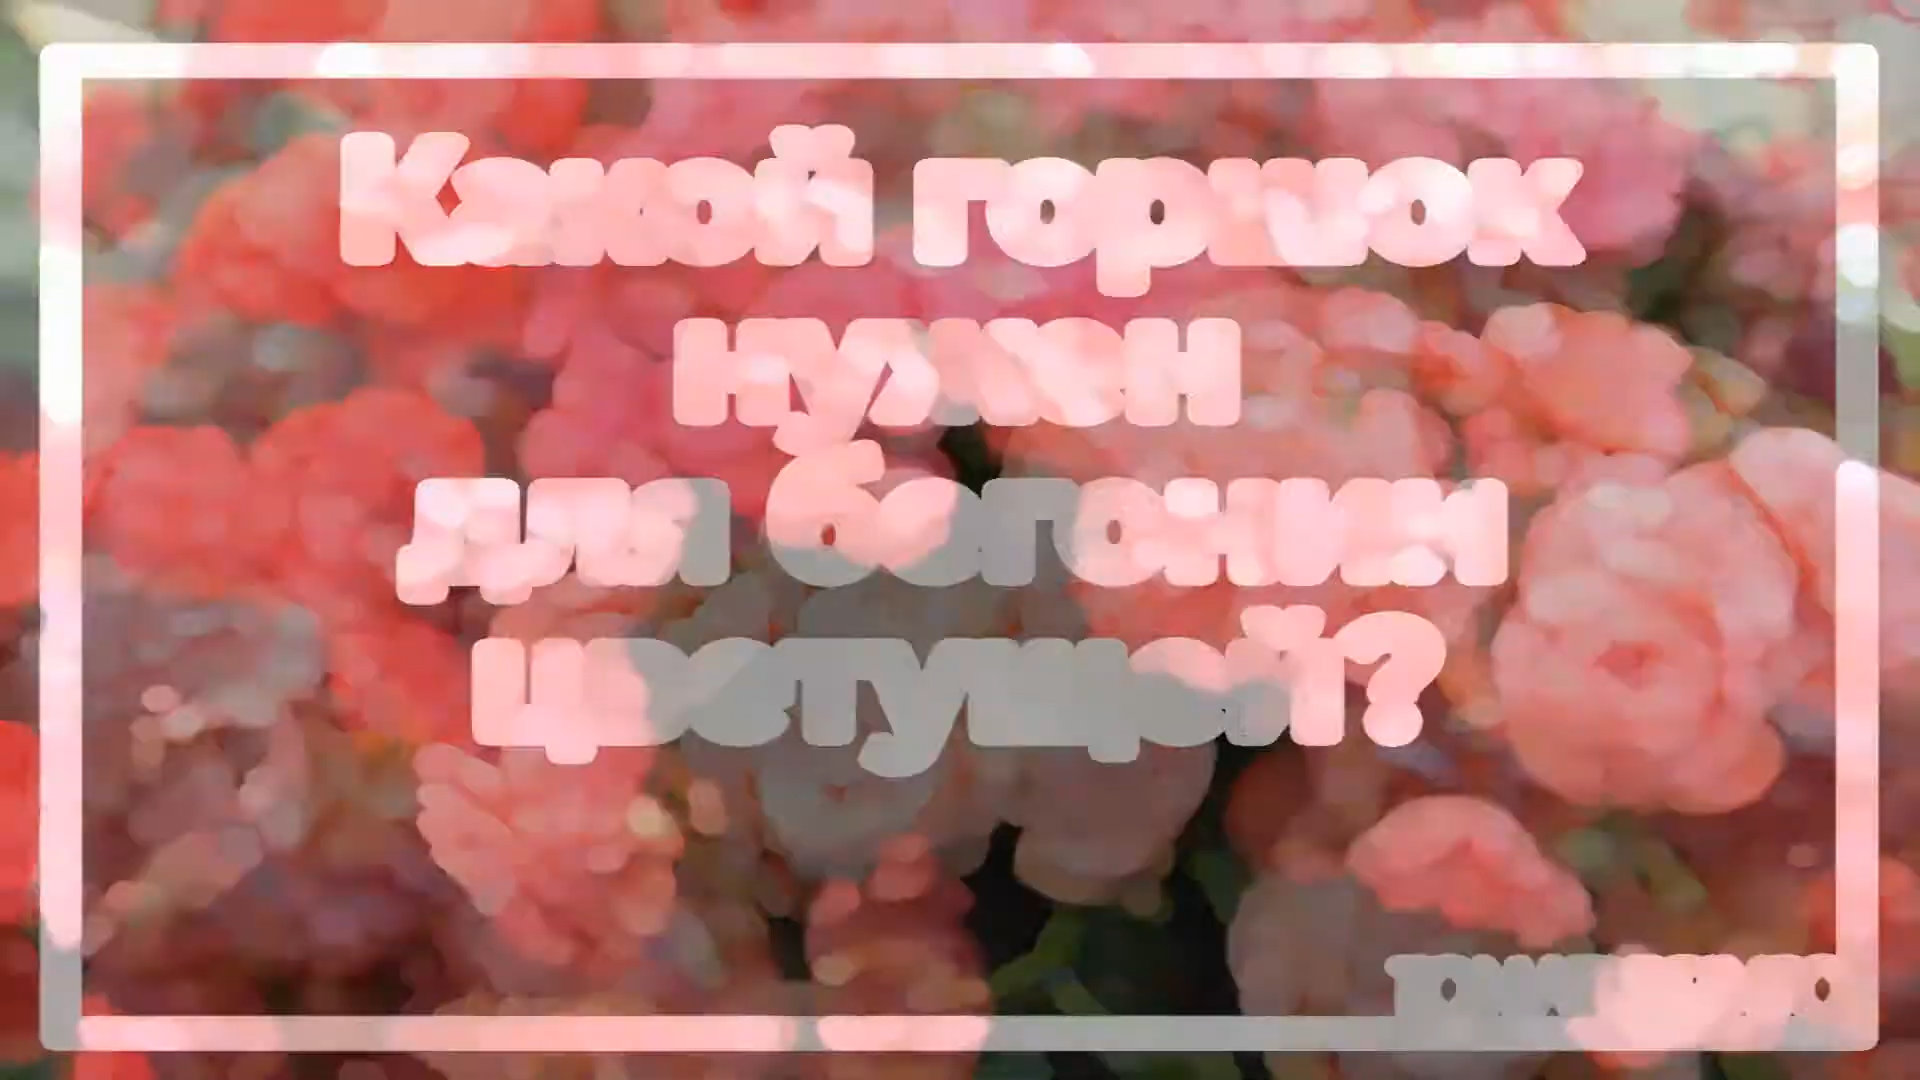 Какой горшок
нужен
для бегонии
цветущей?